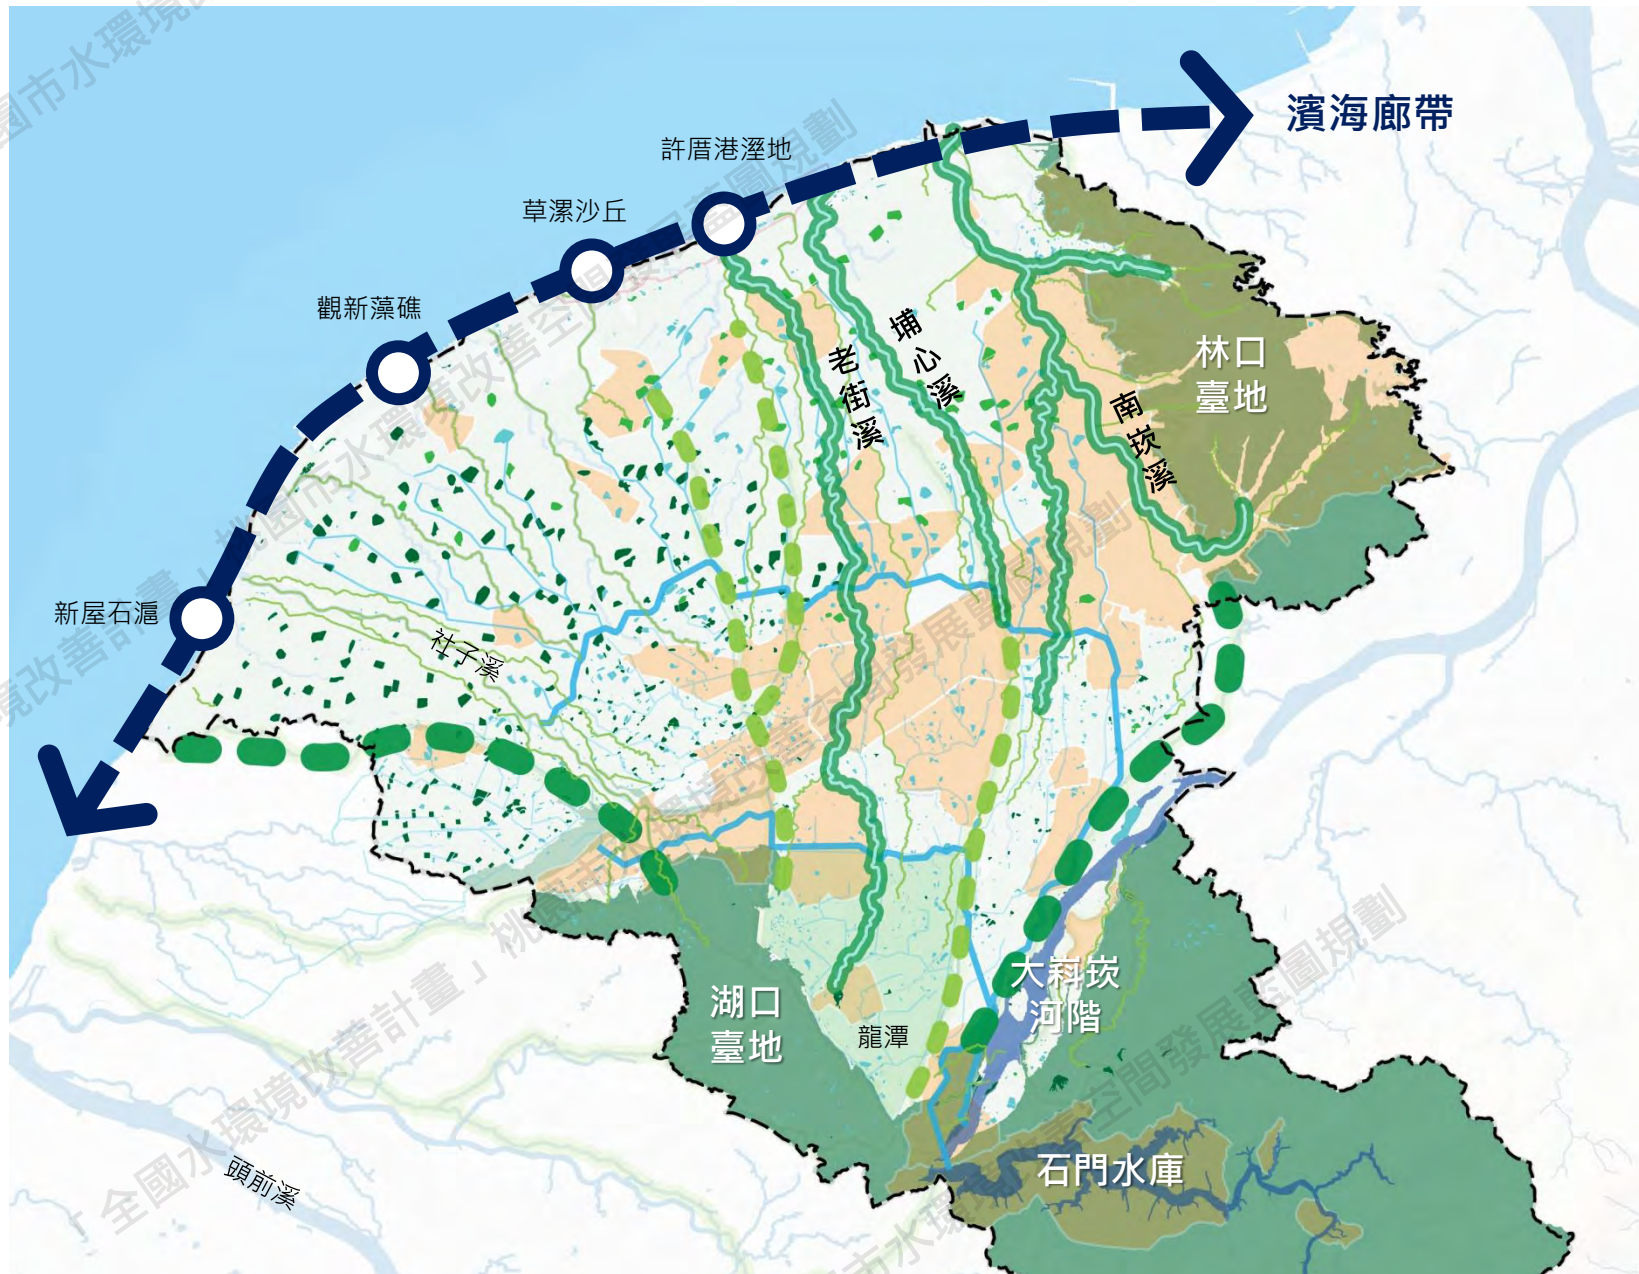 濱海廊帶
許厝港溼地
草漯沙丘
觀新藻礁
新屋石滬
老街溪
埔心溪
南崁溪
林口
臺地
社子溪
大嵙崁
河階
湖口
臺地
龍潭
石門水庫
頭前溪
「全國水環境改善計畫」桃園市水環境改善空間發展藍圖規劃